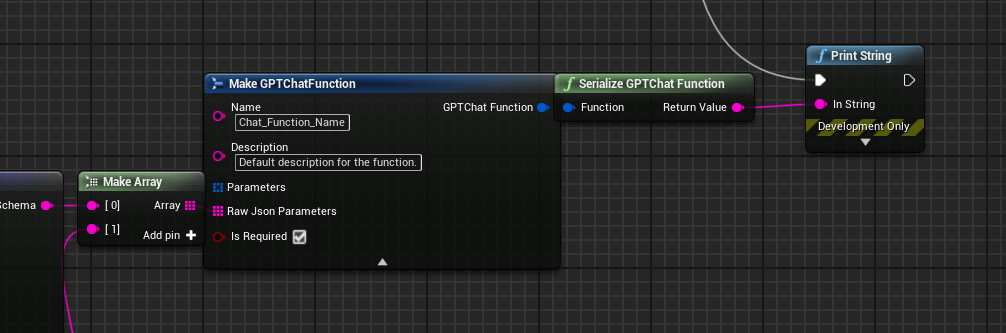 Print String
In String
Development Only
Make GPTChatFunction
Name
Chat_Function_Name
GPTChat Function
Description
Default description for the function.
Parameters
Raw Json Parameters
Is Required
Serialize GPTChat Function
Function
Return Value
Make Array
Schema
[ 0]
Array
[ 1]
Add pin